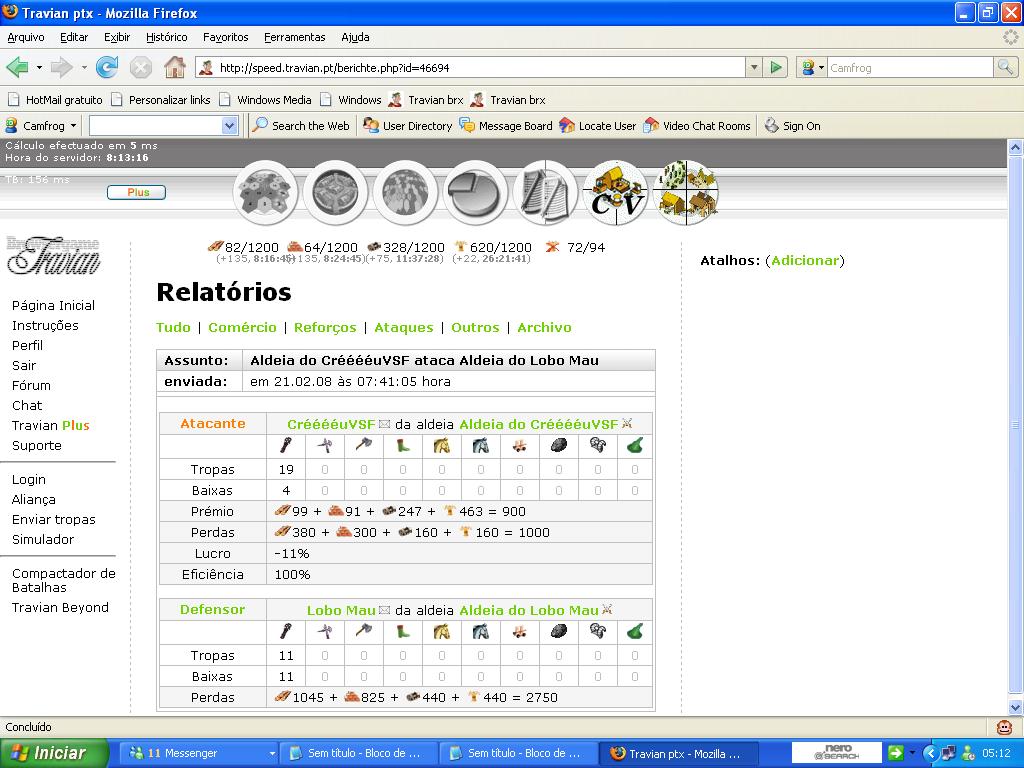 Travian ptx - Mozilla Firefox
Arquivo Editar Exibir Histórico Favoritos Ferramentas Ajuda
http://speed.travian.pt/berichte.php?id=46694 Camfrog
HotMail gratuito Personalizar links Windows Media Windows Travian brx Travian brx
Camfrog Search the Web User Directory Message Board Locate User Video Chat Rooms Sign On
Cálculo efectuado em 5 ms
Hora do servidor: 8:13:16
TB: 156 ms
Plus
C V
Travian
82/1200 64/1200 328/1200 620/1200 72/94
(+135, 8:16:45) +135, 8:24:45) (+75, 11:37:28) (+22, 26:21:41)
Atalhos: (Adicionar)
Relatórios
Tudo | Comércio | Reforços | Ataques | Outros | Archivo
Página Inicial
Instruções
Perfil
Sair
Fórum
Chat
Travian Plus
Suporte
Login
Aliança
Enviar tropas
Simulador
Compactador de
Batalhas
Travian Beyond
Assunto: Aldeia do CrééééuVSF ataca Aldeia do Lobo Mau
enviada: em 21.02.08 às 07:41:05 hora
Atacante CrééééuVSF da aldeia Aldeia do CrééééuVSF
Tropas 19 0 0 0 0 0 0 0 0 0
Baixas 4 0 0 0 0 0 0 0 0 0
Prémio 99 + 91 + 247 + 463 = 900
Perdas 380 + 300 + 160 + 160 = 1000
Lucro -11%
Eficiência 100%
Defensor Lobo Mau da aldeia Aldeia do Lobo Mau
Tropas 11 0 0 0 0 0 0 0 0 0
Baixas 11 0 0 0 0 0 0 0 0 0
Perdas 1045 + 825 + 440 + 440 = 2750
Concluído
Iniciar 11 Messenger Sem título - Bloco de ... Sem título - Bloco de ... Travian ptx - Mozilla ... nero SEARCH 05:12